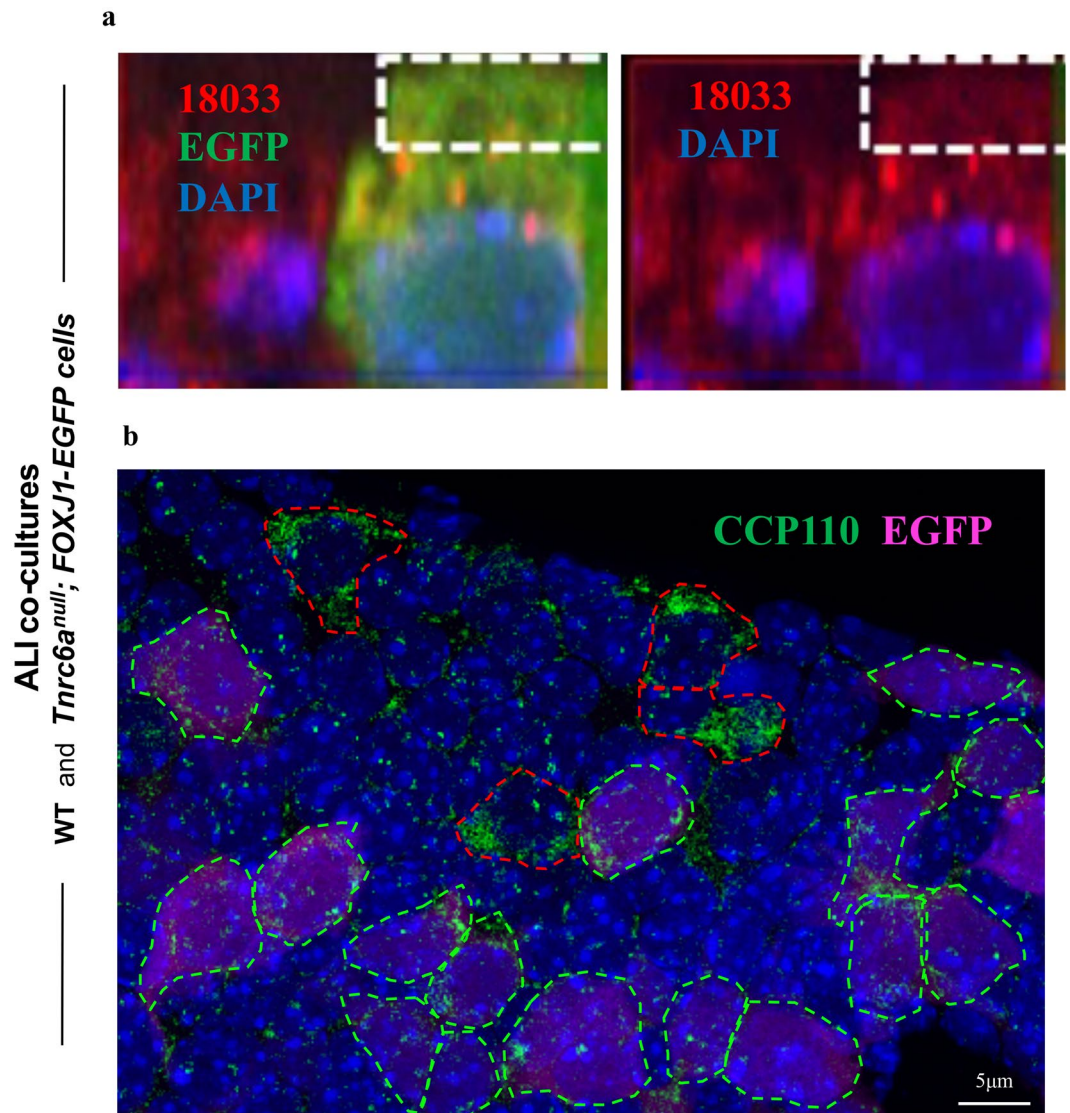 a
18033
EGFP
DAPI
18033
DAPI
ALI co-cultures
WT and Tnrc6anull; FOXJ1-EGFP cells
b
CCP110 EGFP
5μm